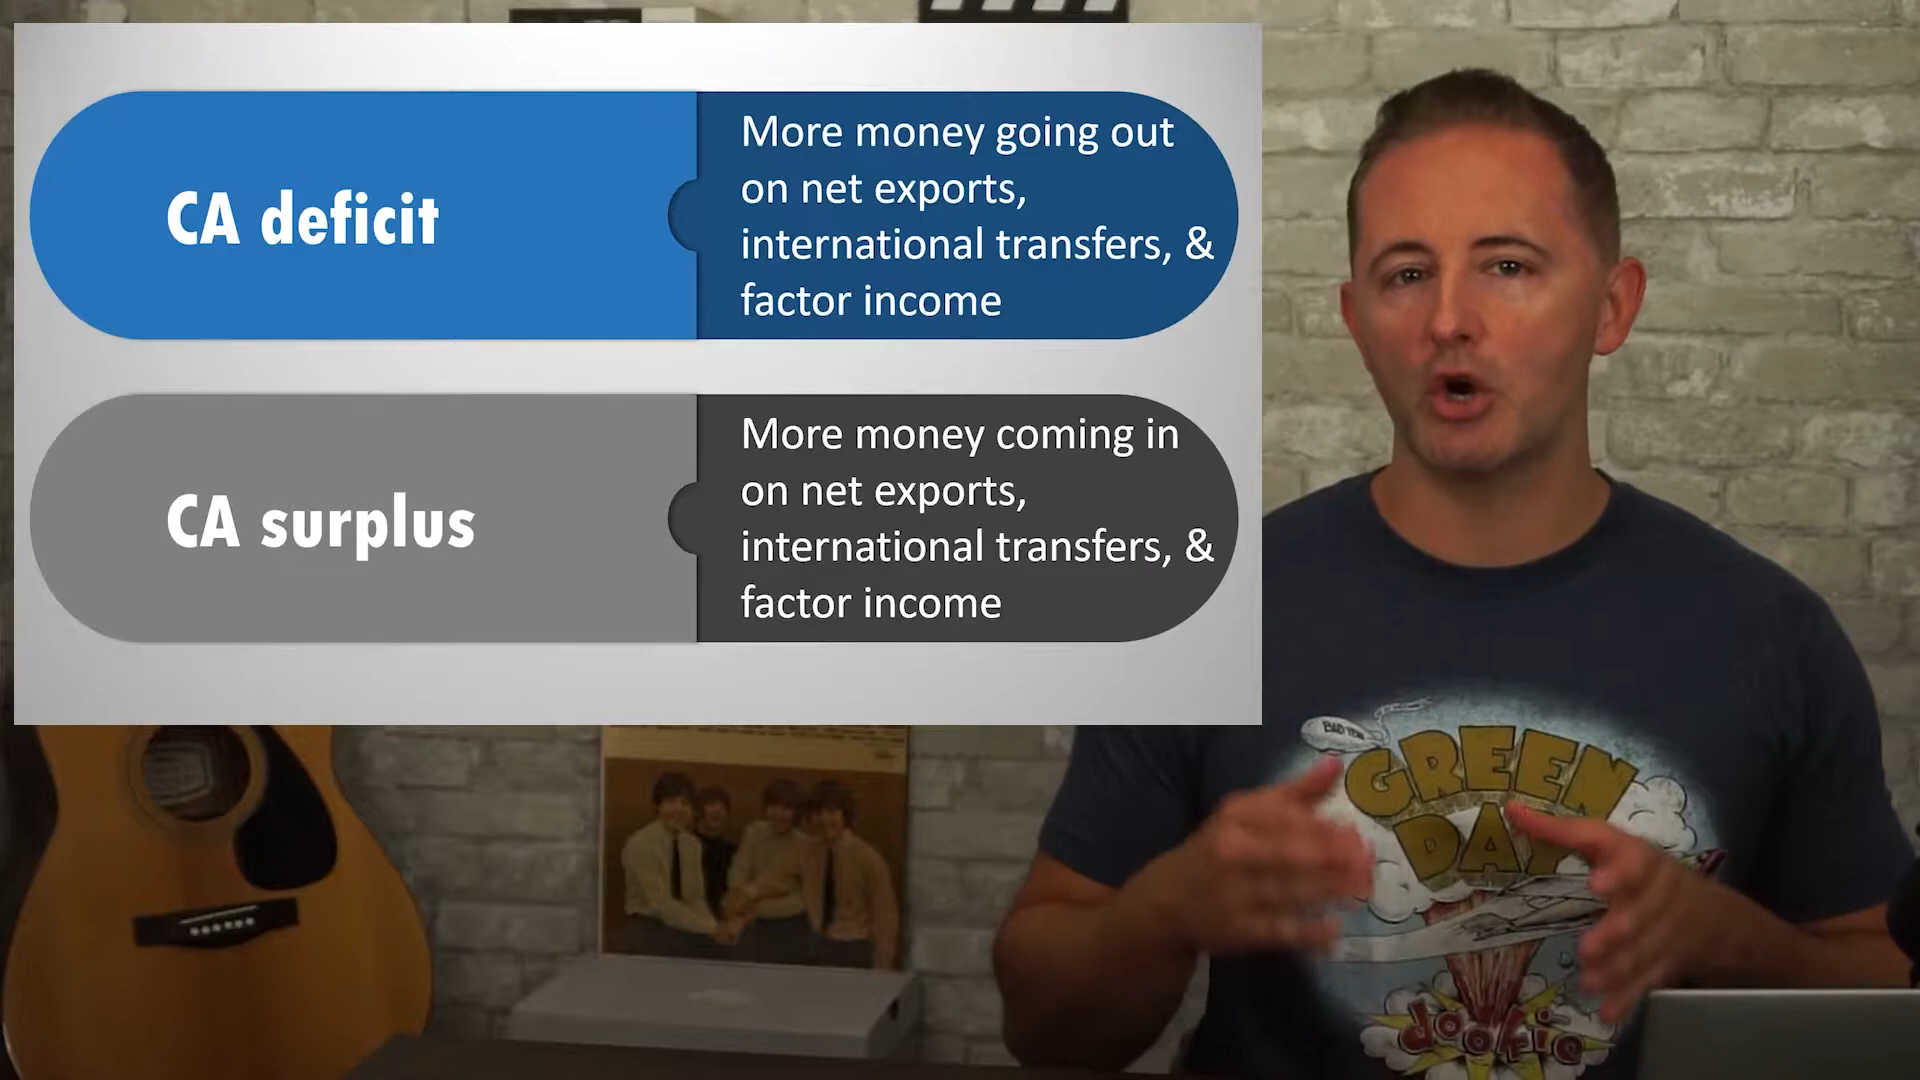 CA deficit
More money going out
on net exports,
international transfers, &
factor income
CA surplus
More money coming in
on net exports,
international transfers, &
factor income
GREEN
DAY
dookie